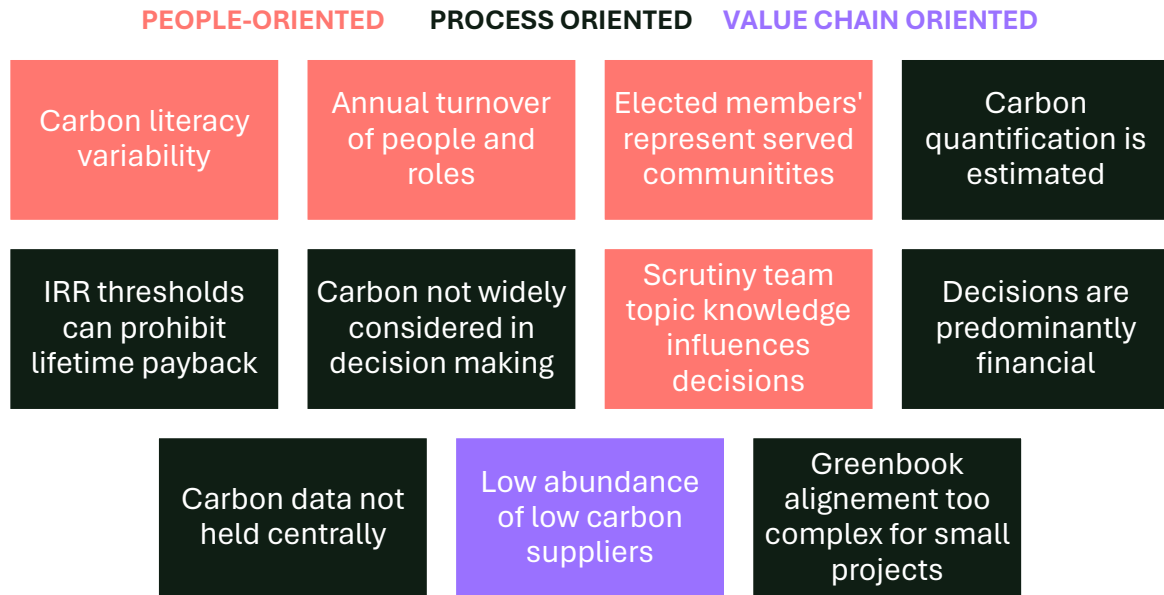 PEOPLE-ORIENTED PROCESS ORIENTED VALUE CHAIN ORIENTED
Carbon literacy
variability
Annual turnover
of people and
roles
Elected members'
represent served
communitites
Carbon
quantification is
estimated
IRR thresholds
can prohibit
lifetime payback
Carbon not widely
considered in
decision making
Scrutiny team
topic knowledge
influences
decisions
Decisions are
predominantly
financial
Carbon data not
held centrally
Low abundance
of low carbon
suppliers
Greenbook
alignement too
complex for small
projects